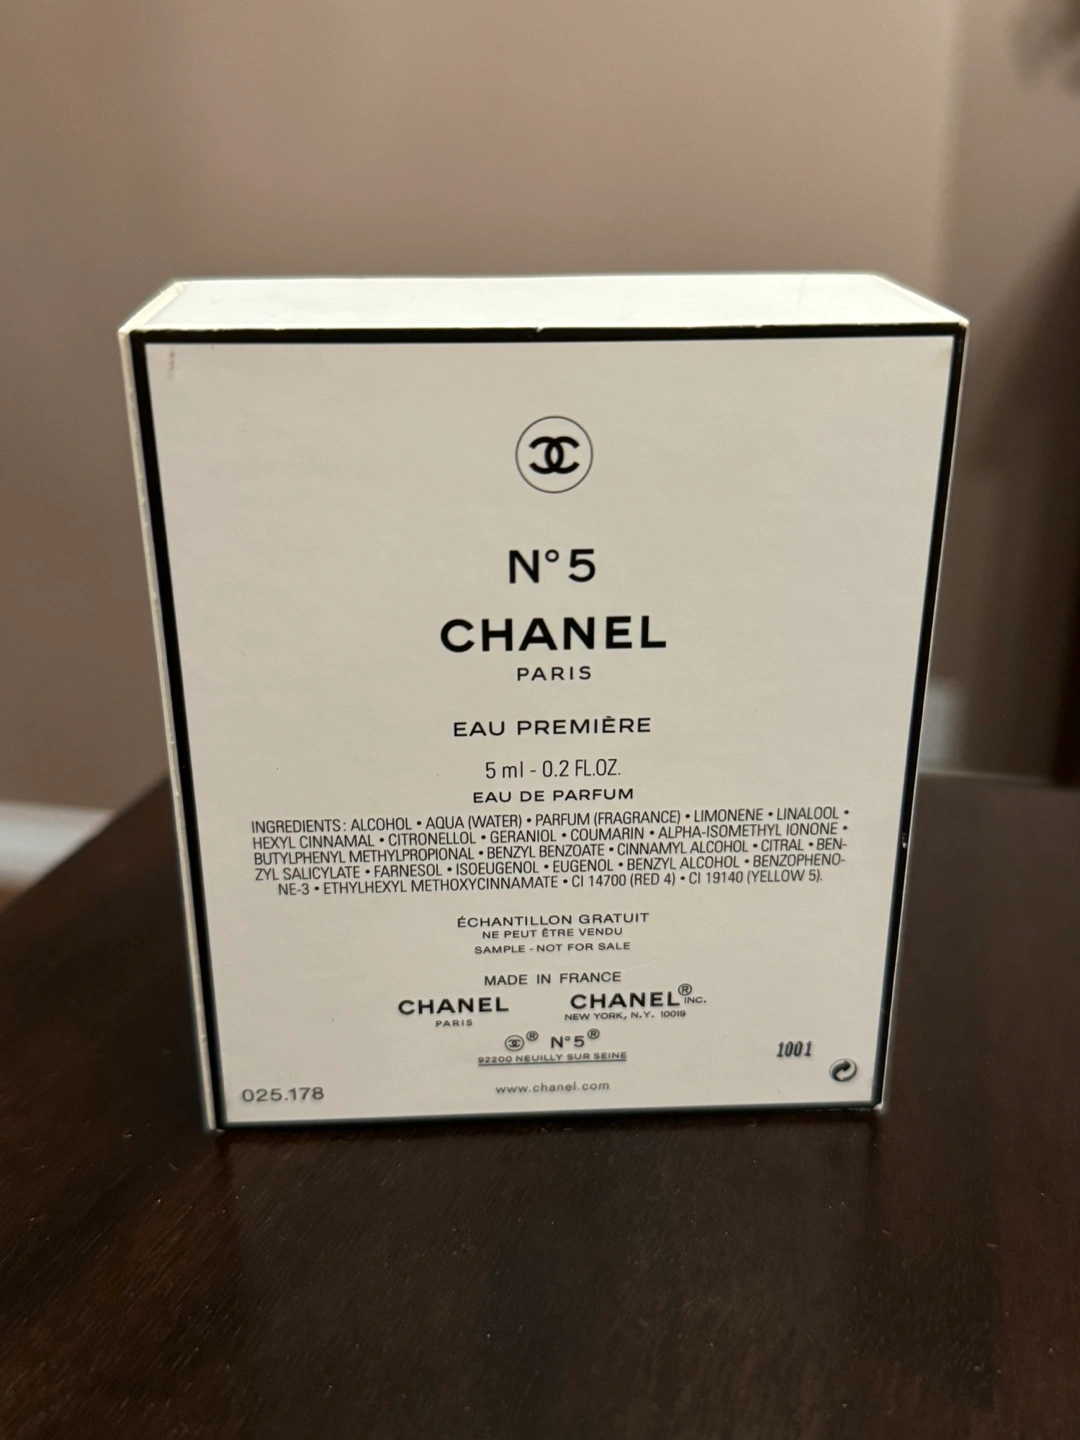 N°5
CHANEL
PARIS
EAU PREMIÈRE
5 ml - 0.2 FL.OZ.
EAU DE PARFUM
INGREDIENTS : ALCOHOL • AQUA (WATER) • PARFUM (FRAGRANCE) • LIMONENE • LINALOOL •
HEXYL CINNAMAL • CITRONELLOL • GERANIOL • COUMARIN • ALPHA-ISOMETHYL IONONE •
BUTYLPHENYL METHYLPROPIONAL • BENZYL BENZOATE • CINNAMYL ALCOHOL • CITRAL • BEN-
ZYL SALICYLATE • FARNESOL • ISOEUGENOL • EUGENOL • BENZYL ALCOHOL • BENZOPHENO-
NE-3 • ETHYLHEXYL METHOXYCINNAMATE • CI 14700 (RED 4) • CI 19140 (YELLOW 5).
ÉCHANTILLON GRATUIT
NE PEUT ÊTRE VENDU
SAMPLE - NOT FOR SALE
MADE IN FRANCE
CHANEL CHANEL® INC.
PARIS NEW YORK, N.Y. 10019
® N°5®
92200 NEUILLY SUR SEINE
1001
www.chanel.com
025.178